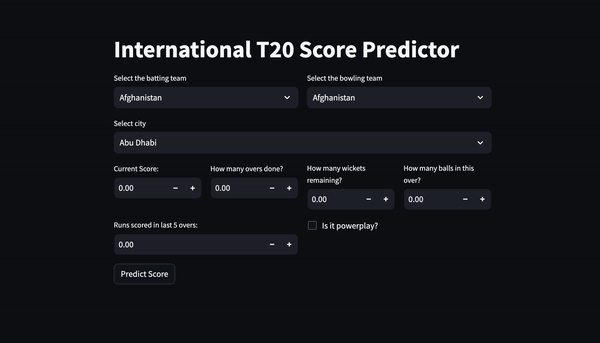 International T20 Score Predictor
Select the batting team
Select the bowling team
Afghanistan
Afghanistan
Select city
Abu Dhabi
Current Score:
How many overs done?
How many wickets
remaining?
How many balls in this
over?
0.00 − +
0.00 − +
0.00 − +
0.00 − +
Runs scored in last 5 overs:
Is it powerplay?
0.00 − +
Predict Score